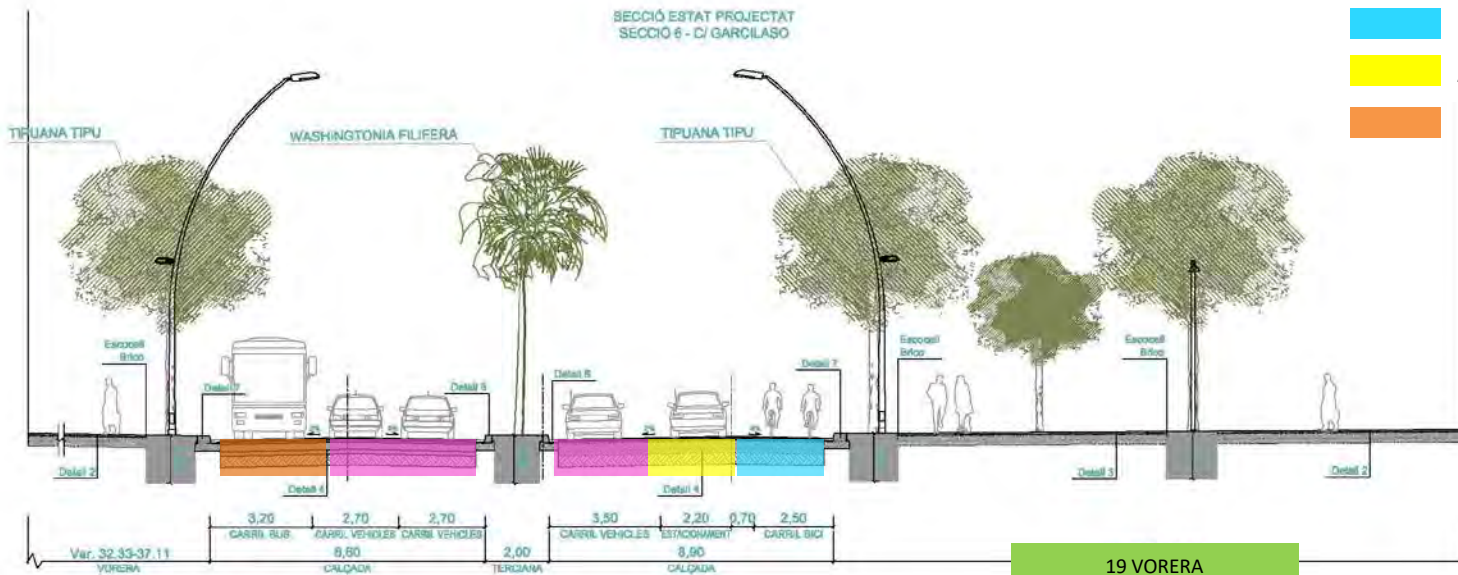 SECCIÓ ESTAT PROJECTAT
SECCIÓ 6 - C/ GARCILASO
TIPUANA TIPU
WASHINGTONIA FILIFERA
TIPUANA TIPU
Escocell
Brico
Escocell
Brico
Escocell
Brico
Detall 7
Detall 5
Detall 6
Detall 7
2%
2%
2%
2%
Detall 2
Detall 4
Detall 4
Detall 3
Detall 2
3,20
2,70
2,70
3,50
2,20
0,70
2,50
CARRIL BUS
CARRIL VEHICLES
CARRIL VEHICLES
CARRIL VEHICLES
ESTACIONAMENT
CARRIL BICI
Var. 32.33-37.11
8,60
2,00
8,90
19 VORERA
VORERA
CALÇADA
TERCIANA
CALÇADA